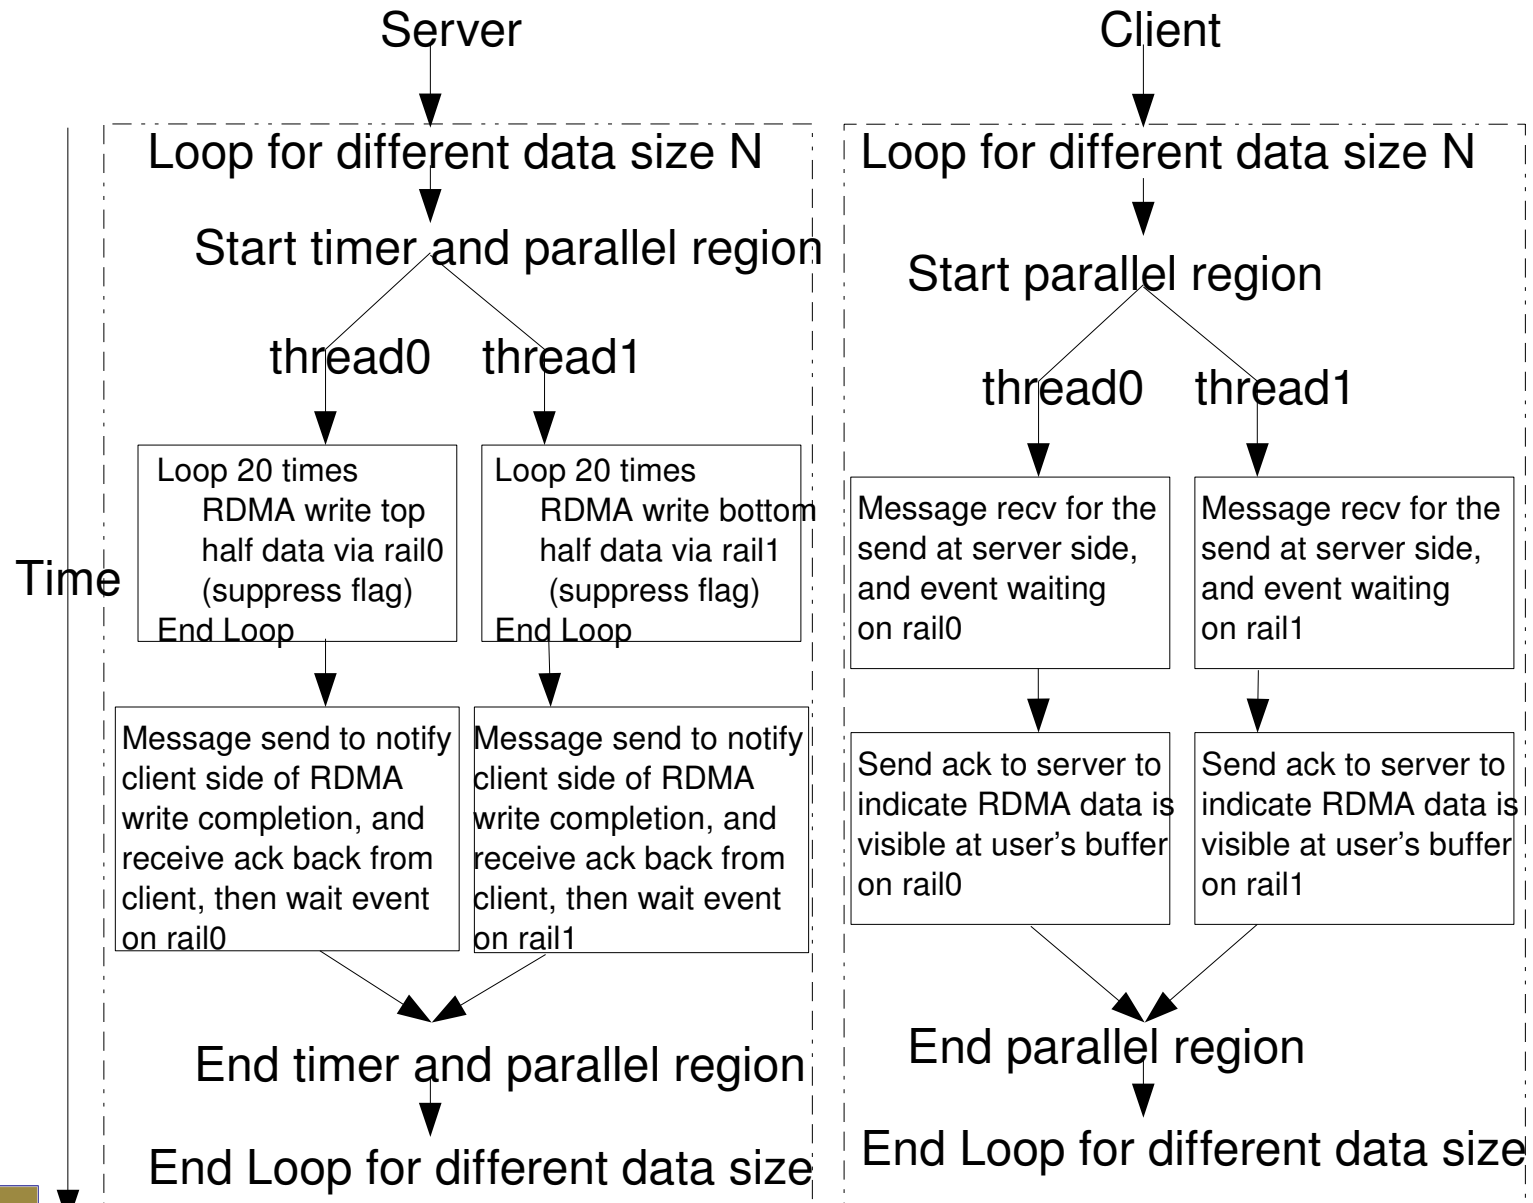 Server
Loop for different data size N
Start timer and parallel region
thread0
thread1
Loop 20 times
RDMA write top
half data via rail0
(suppress flag)
End Loop
Loop 20 times
RDMA write bottom
half data via rail1
(suppress flag)
End Loop
Time
Message send to notify
client side of RDMA
write completion, and
receive ack back from
client, then wait event
on rail0
Message send to notify
client side of RDMA
write completion, and
receive ack back from
client, then wait event
on rail1
End timer and parallel region
End Loop for different data size
Client
Loop for different data size N
Start parallel region
thread0
thread1
Message recv for the
send at server side,
and event waiting
on rail0
Message recv for the
send at server side,
and event waiting
on rail1
Send ack to server to
indicate RDMA data is
visible at user’s buffer
on rail0
Send ack to server to
indicate RDMA data is
visible at user’s buffer
on rail1
End parallel region
End Loop for different data size